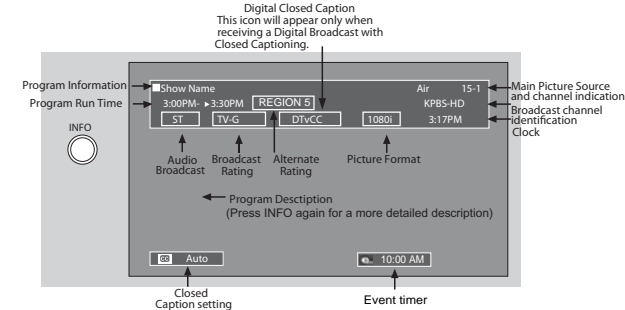 Digital Closed Caption
This icon will appear only when
receiving a Digital Broadcast with
Closed Captioning.
Program Information
Show Name
Air 15-1
Main Picture Source
and channel indication
Program Run Time
3:00PM- ▸3:30PM
REGION 5
KPBS-HD
Broadcast channel
identification
ST
TV-G
DTvCC
1080i
3:17PM
Clock
INFO
Audio
Broadcast
Broadcast
Rating
Alternate
Rating
Picture Format
Program Desctiption
(Press INFO again for a more detailed description)
CC Auto
10:00 AM
Closed
Caption setting
Event timer